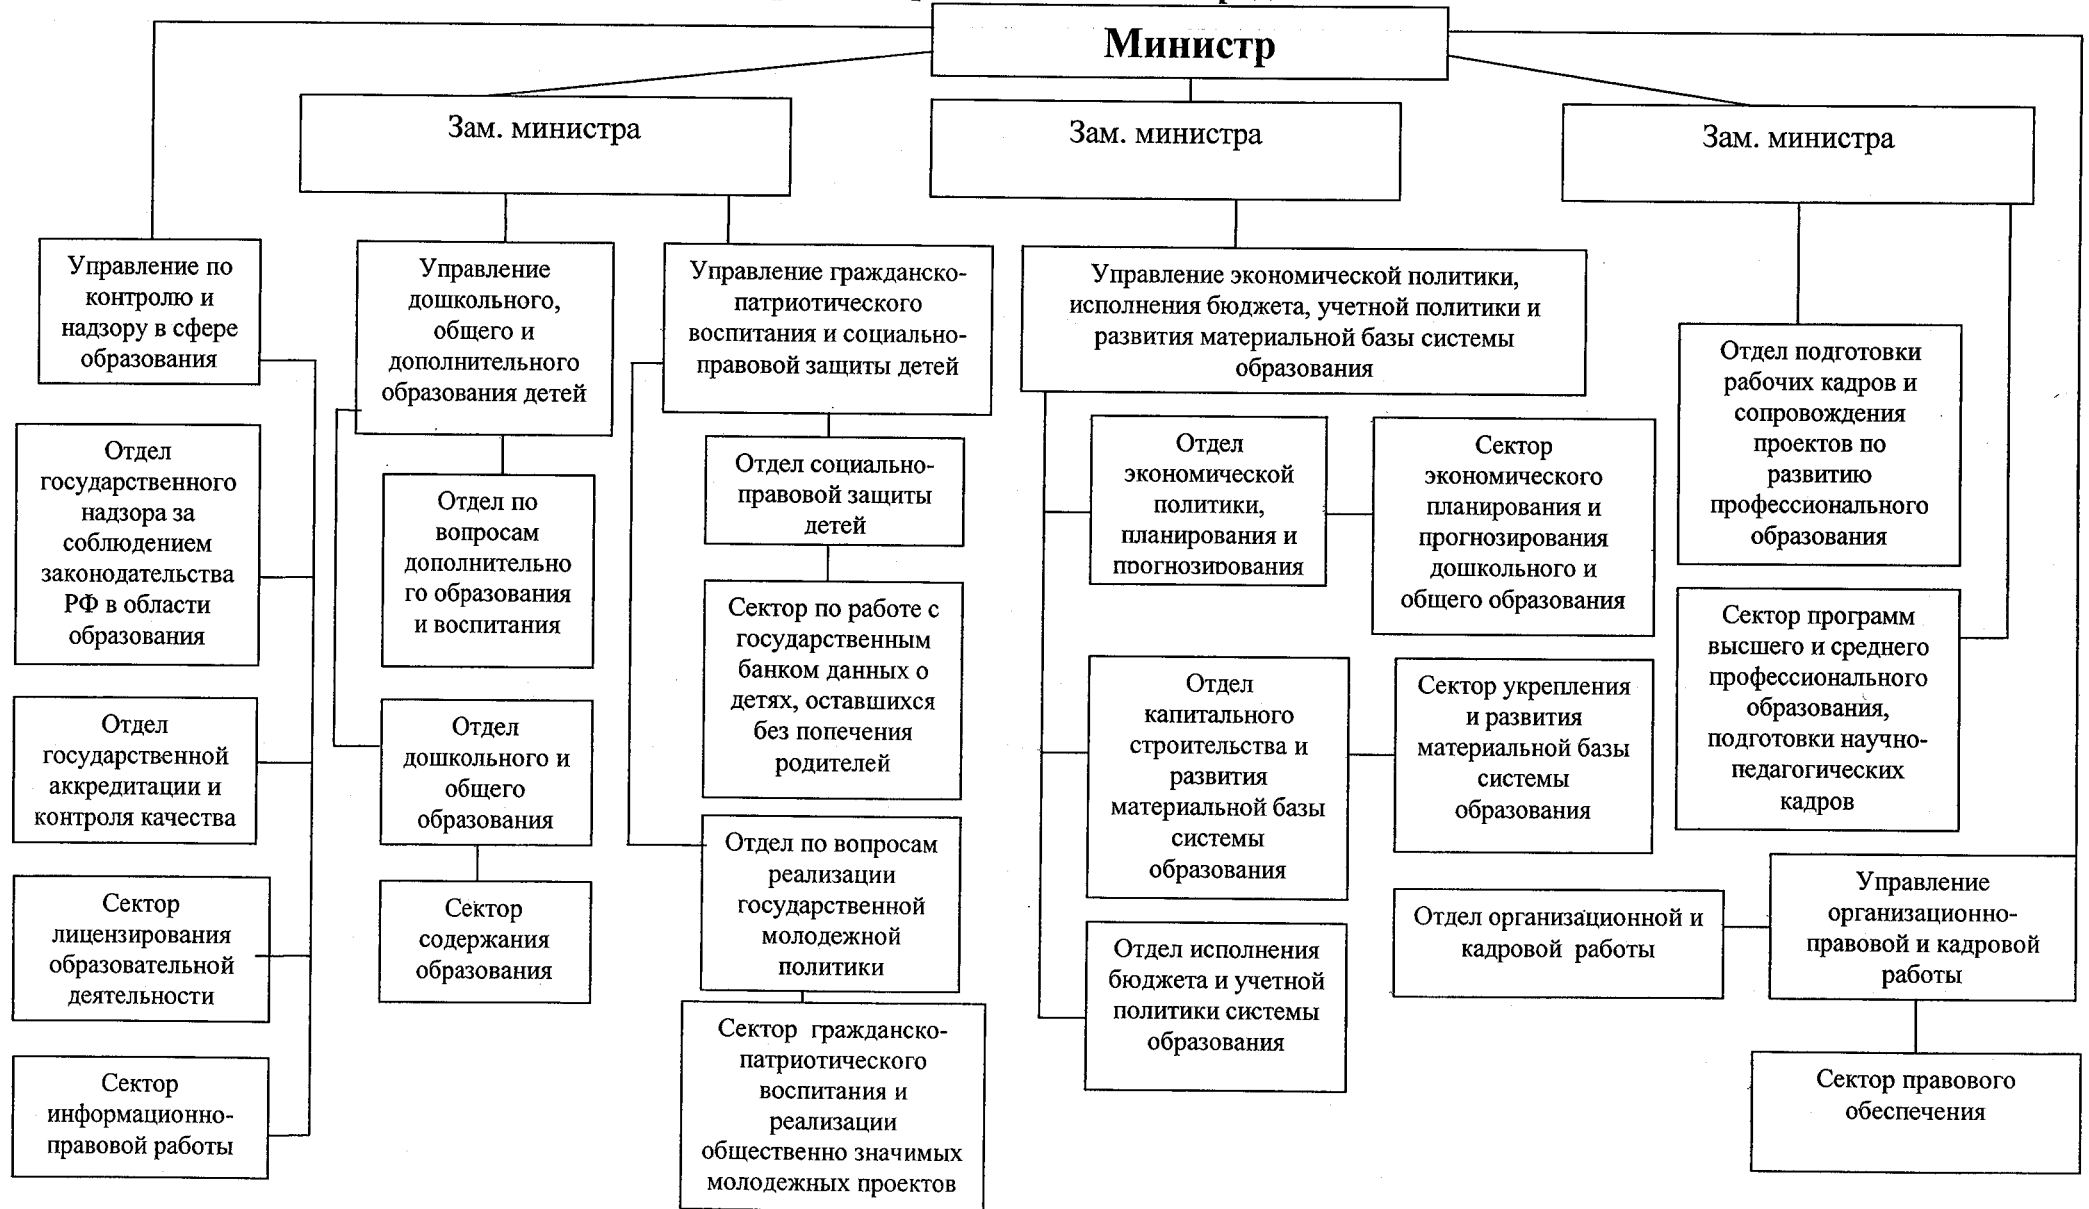 Министр
Зам. министра
Зам. министра
Зам. министра
Управление по
контролю и
надзору в сфере
образования
Управление
дошкольного,
общего и
дополнительного
образования детей
Управление гражданско-
патриотического
воспитания и социально-
правовой защиты детей
Управление экономической политики,
исполнения бюджета, учетной политики и
развития материальной базы системы
образования
Отдел подготовки
рабочих кадров и
сопровождения
проектов по
развитию
профессионального
образования
Отдел
государственного
надзора за
соблюдением
законодательства
РФ в области
образования
Отдел по
вопросам
дополнительно
го образования
и воспитания
Отдел социально-
правовой защиты
детей
Отдел
экономической
политики,
планирования и
прогнозирования
Сектор
экономического
планирования и
прогнозирования
дошкольного и
общего образования
Сектор по работе с
государственным
банком данных о
детях, оставшихся
без попечения
родителей
Сектор программ
высшего и среднего
профессионального
образования,
подготовки научно-
педагогических
кадров
Отдел
государственной
аккредитации и
контроля качества
Отдел
дошкольного и
общего
образования
Отдел
капитального
строительства и
развития
материальной базы
системы
образования
Сектор укрепления
и развития
материальной базы
системы
образования
Отдел по вопросам
реализации
государственной
молодежной
политики
Сектор
лицензирования
образовательной
деятельности
Сектор
содержания
образования
Отдел исполнения
бюджета и учетной
политики системы
образования
Отдел организационной и
кадровой работы
Управление
организационно-
правовой и кадровой
работы
Сектор гражданско-
патриотического
воспитания и
реализации
общественно значимых
молодежных проектов
Сектор
информационно-
правовой работы
Сектор правового
обеспечения